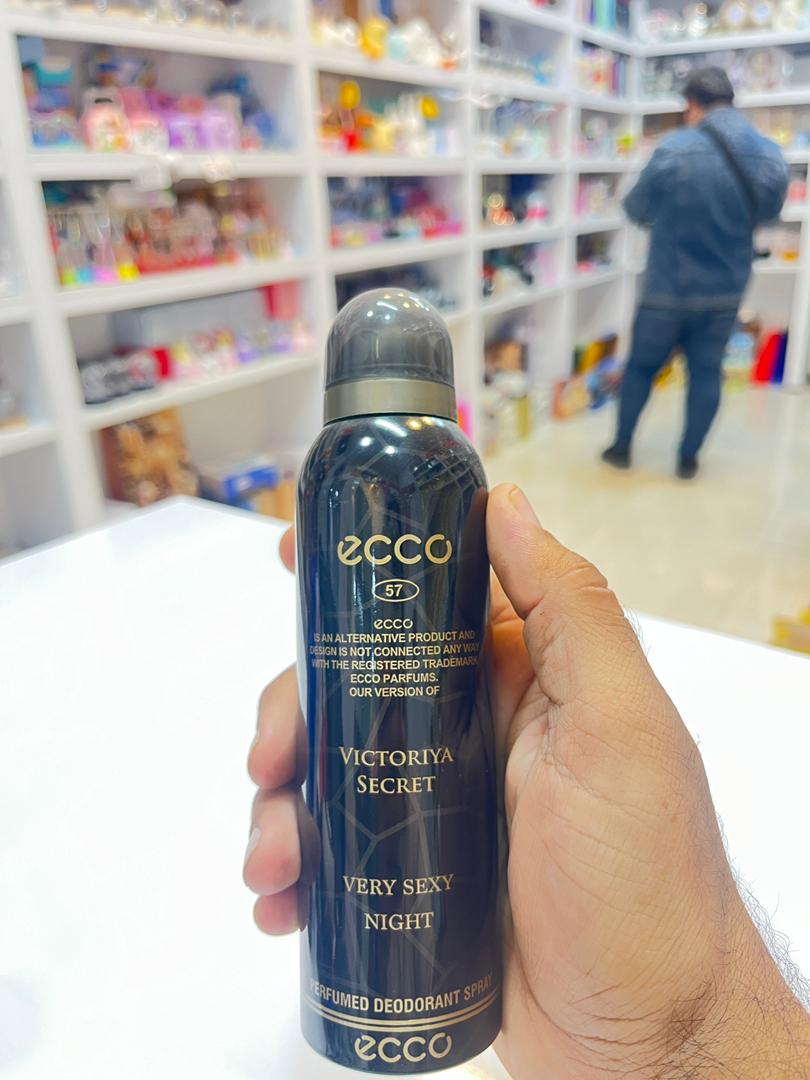 ecco
57
ecco
IS AN ALTERNATIVE PRODUCT AND
DESIGN IS NOT CONNECTED ANY WAY
WITH THE REGISTERED TRADEMARK
ECCO PARFUMS.
OUR VERSION OF
VICTORIYA
SECRET
VERY SEXY
NIGHT
PERFUMED DEODORANT SPRAY
ecco